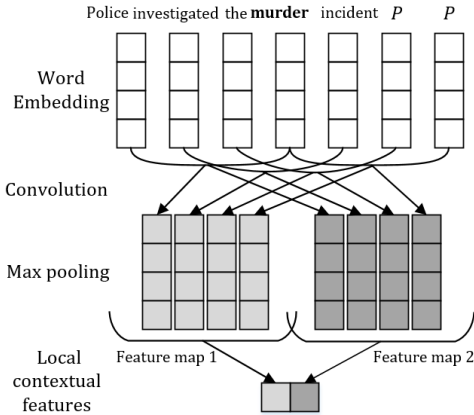 Police investigated the murder incident P P
Word
Embedding
Convolution
Max pooling
Feature map 1
Feature map 2
Local
contextual
features